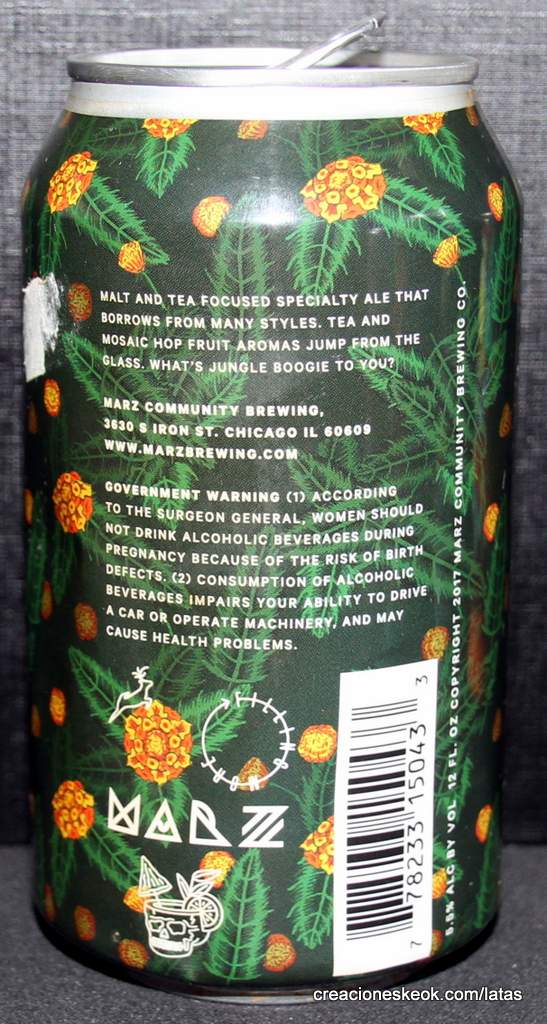 MALT AND TEA FOCUSED SPECIALTY ALE THAT
BORROWS FROM MANY STYLES. TEA AND
MOSAIC HOP FRUIT AROMAS JUMP FROM THE
GLASS. WHAT'S JUNGLE BOOGIE TO YOU?
MARZ COMMUNITY BREWING,
3630 S IRON ST. CHICAGO IL 60609
WWW.MARZBREWING.COM
GOVERNMENT WARNING (1) ACCORDING
TO THE SURGEON GENERAL, WOMEN SHOULD
NOT DRINK ALCOHOLIC BEVERAGES DURING
PREGNANCY BECAUSE OF THE RISK OF BIRTH
DEFECTS. (2) CONSUMPTION OF ALCOHOLIC
BEVERAGES IMPAIRS YOUR ABILITY TO DRIVE
A CAR OR OPERATE MACHINERY, AND MAY
CAUSE HEALTH PROBLEMS.
MARZ
7 78233 15043 3
5.5% ALC BY VOL. 12 FL. OZ COPYRIGHT 2017 MARZ COMMUNITY BREWING CO.
creacioneskeok.com/latas